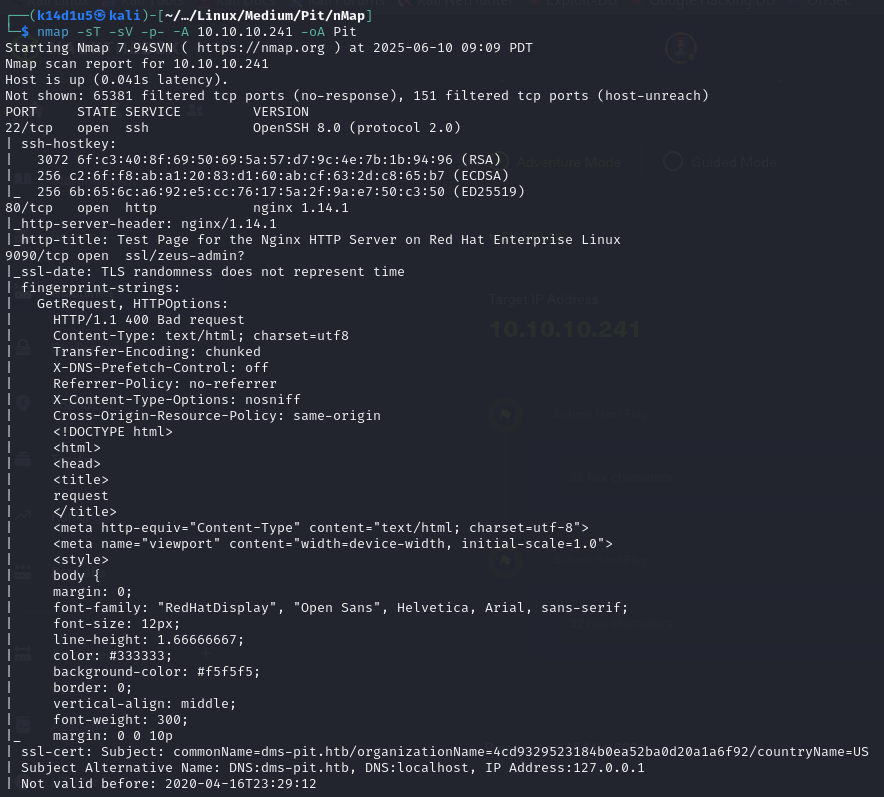 ┌──(k14d1u5㉿kali)-[~/…/Linux/Medium/Pit/nMap]
└─$ nmap -sT -sV -p- -A 10.10.10.241 -oA Pit
Starting Nmap 7.94SVN ( https://nmap.org ) at 2025-06-10 09:09 PDT
Nmap scan report for 10.10.10.241
Host is up (0.041s latency).
Not shown: 65381 filtered tcp ports (no-response), 151 filtered tcp ports (host-unreach)
PORT     STATE SERVICE         VERSION
22/tcp   open  ssh             OpenSSH 8.0 (protocol 2.0)
| ssh-hostkey:
|   3072 6f:c3:40:8f:69:50:69:5a:57:d7:9c:4e:7b:1b:94:96 (RSA)
|   256 c2:6f:f8:ab:a1:20:83:d1:60:ab:cf:63:2d:c8:65:b7 (ECDSA)
|_  256 6b:65:6c:a6:92:e5:cc:76:17:5a:2f:9a:e7:50:c3:50 (ED25519)
80/tcp   open  http            nginx 1.14.1
|_http-server-header: nginx/1.14.1
|_http-title: Test Page for the Nginx HTTP Server on Red Hat Enterprise Linux
9090/tcp open  ssl/zeus-admin?
|_ssl-date: TLS randomness does not represent time
| fingerprint-strings:
|   GetRequest, HTTPOptions:
|     HTTP/1.1 400 Bad request
|     Content-Type: text/html; charset=utf8
|     Transfer-Encoding: chunked
|     X-DNS-Prefetch-Control: off
|     Referrer-Policy: no-referrer
|     X-Content-Type-Options: nosniff
|     Cross-Origin-Resource-Policy: same-origin
|     <!DOCTYPE html>
|     <html>
|     <head>
|     <title>
|     request
|     </title>
|     <meta http-equiv="Content-Type" content="text/html; charset=utf-8">
|     <meta name="viewport" content="width=device-width, initial-scale=1.0">
|     <style>
|     body {
|     margin: 0;
|     font-family: "RedHatDisplay", "Open Sans", Helvetica, Arial, sans-serif;
|     font-size: 12px;
|     line-height: 1.66666667;
|     color: #333333;
|     background-color: #f5f5f5;
|     border: 0;
|     vertical-align: middle;
|     font-weight: 300;
|_    margin: 0 0 10p
| ssl-cert: Subject: commonName=dms-pit.htb/organizationName=4cd9329523184b0ea52ba0d20a1a6f92/countryName=US
| Subject Alternative Name: DNS:dms-pit.htb, DNS:localhost, IP Address:127.0.0.1
| Not valid before: 2020-04-16T23:29:12
Adventure Mode
Guided Mode
Target IP Address
10.10.10.241